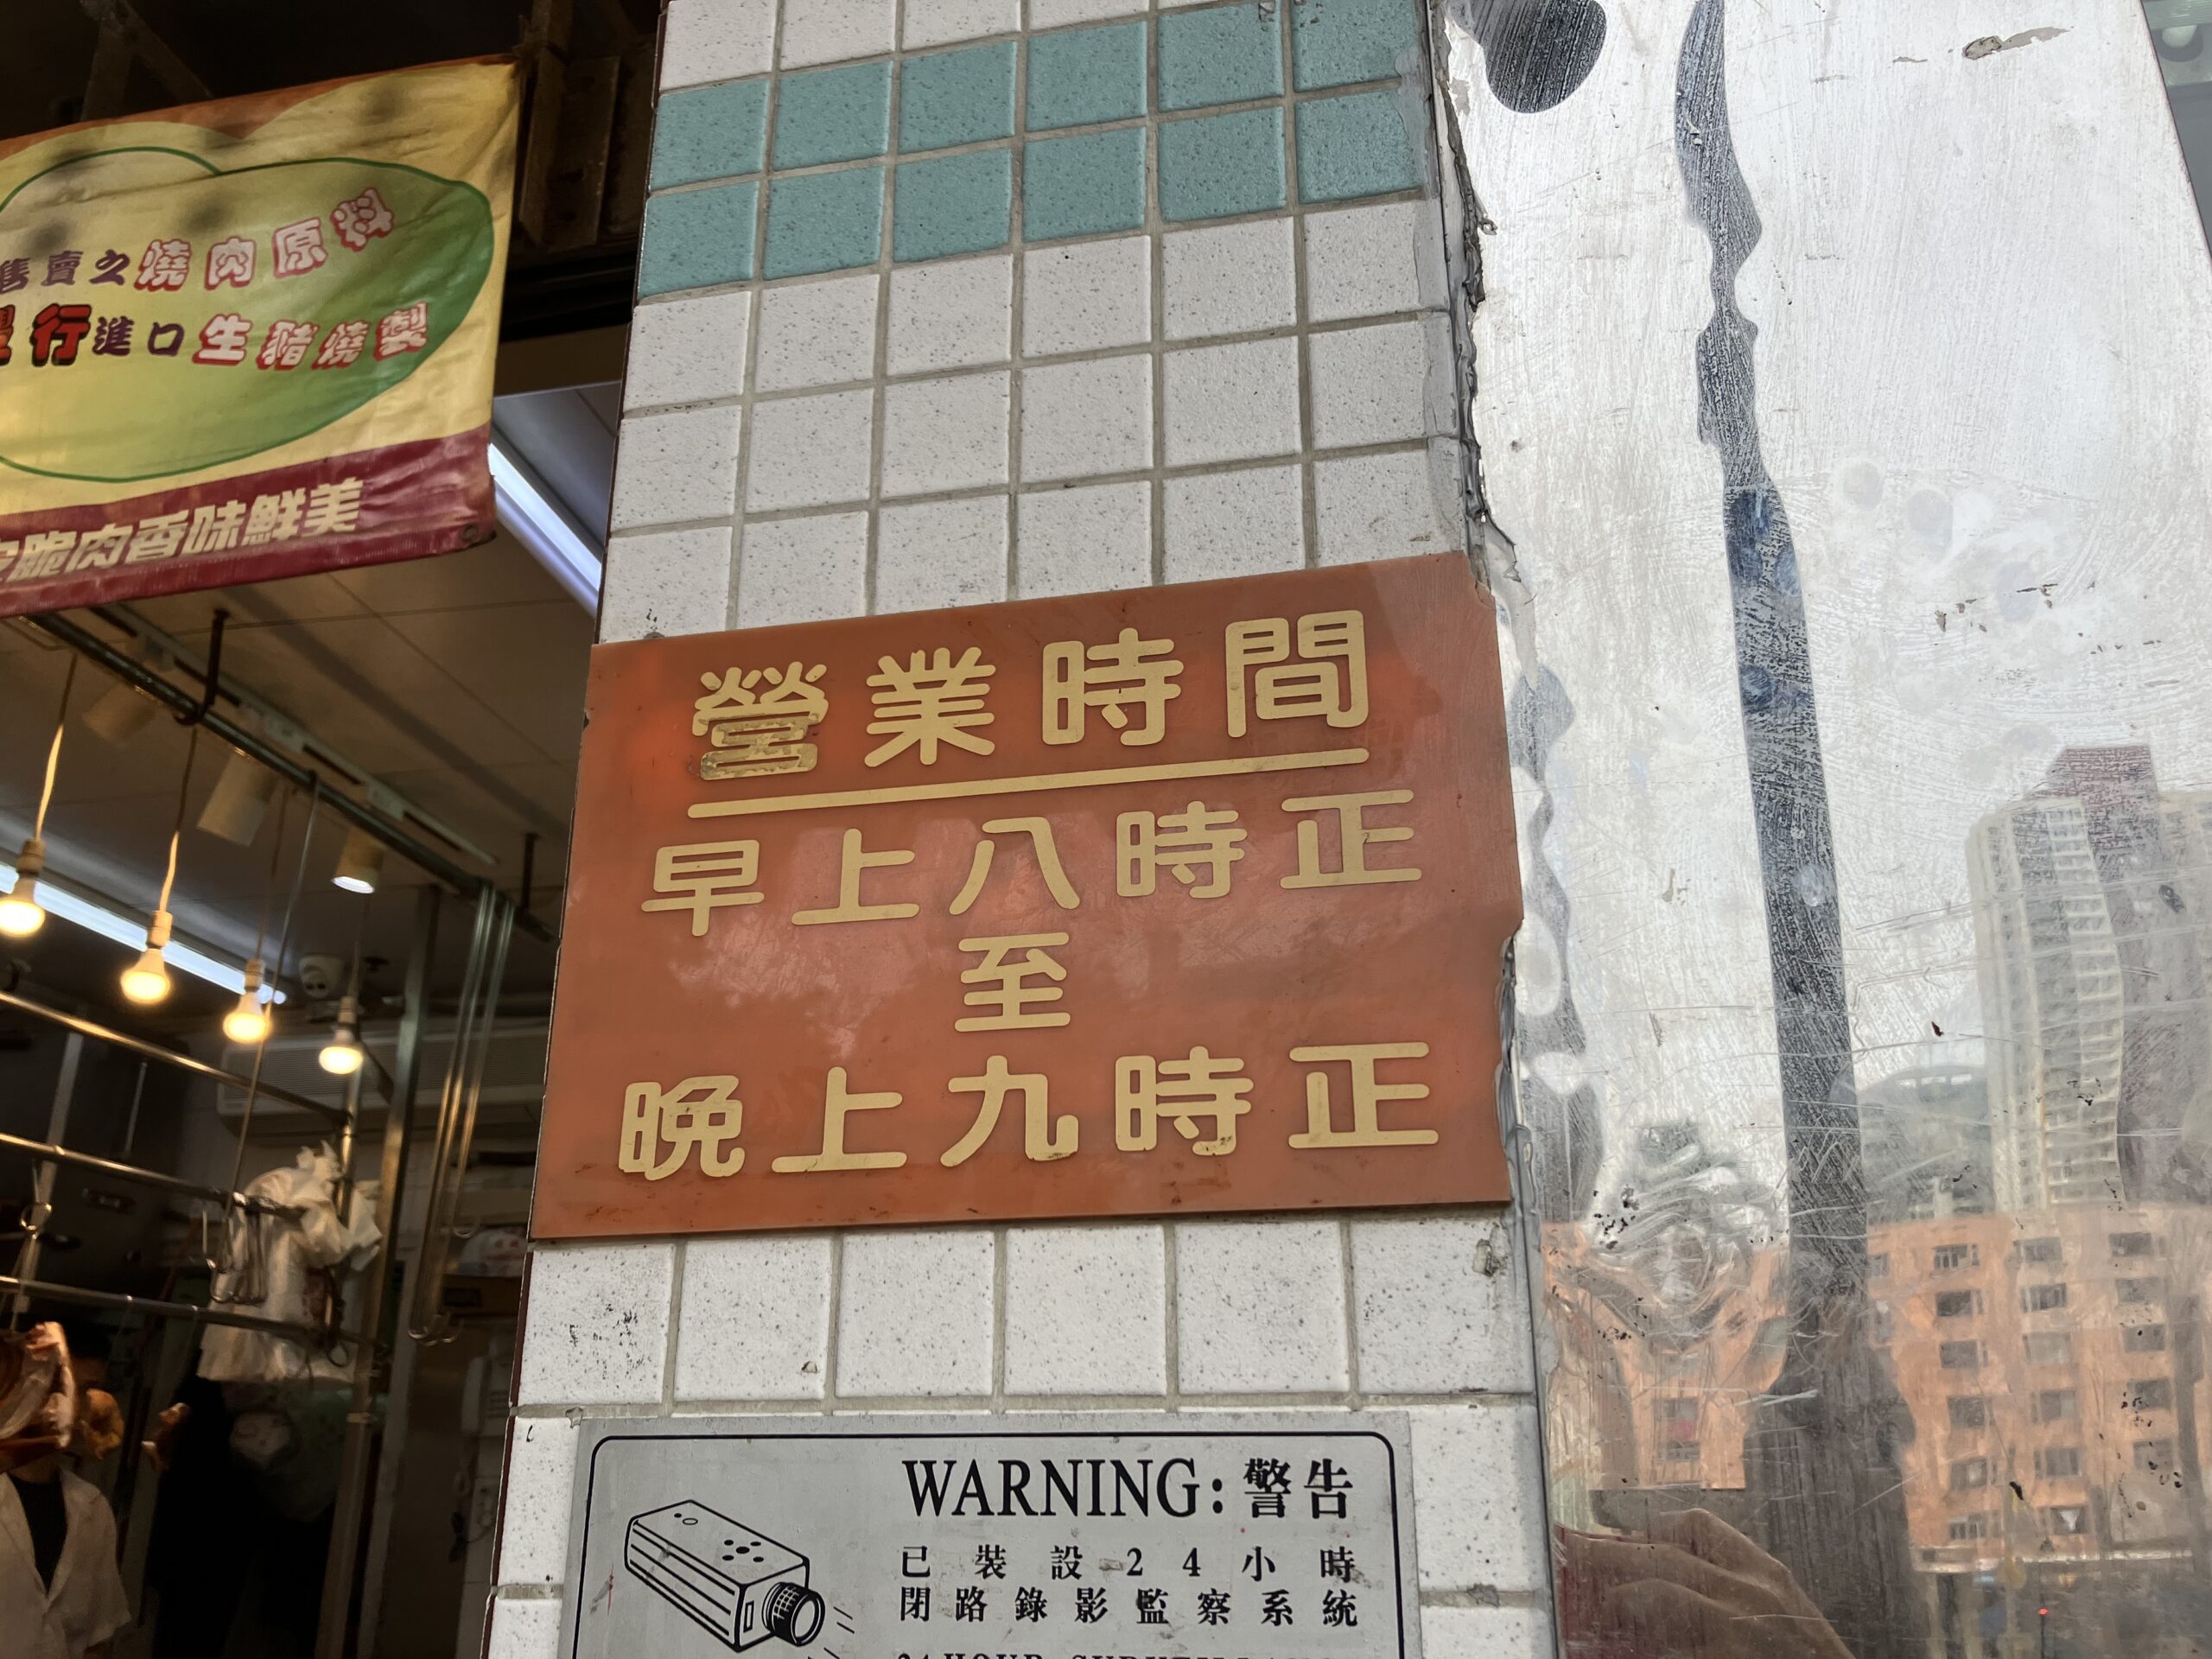 售賣之燒肉原料
行進口生豬燒製
脆肉香味鮮美
營業時間
早上八時正
至
晚上九時正
WARNING: 警告
已裝設24小時
閉路錄影監察系統
24 HOUR